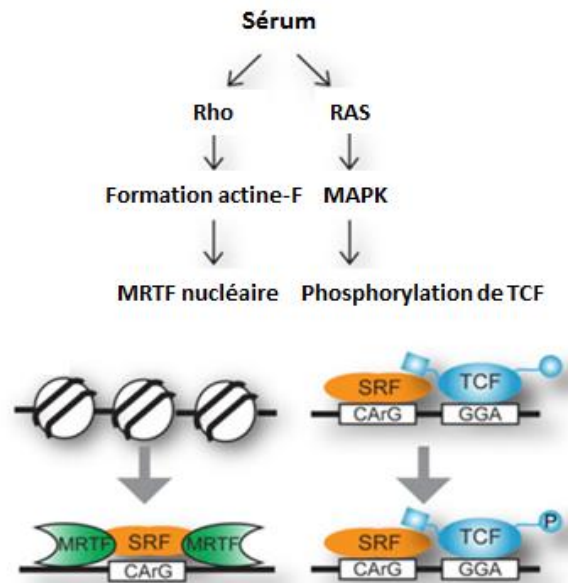 Sérum
Rho RAS
Formation actine-F MAPK
MRTF nucléaire Phosphorylation de TCF
SRF TCF
CArG GGA
MRTF SRF MRTF
CArG
SRF TCF P
CArG GGA